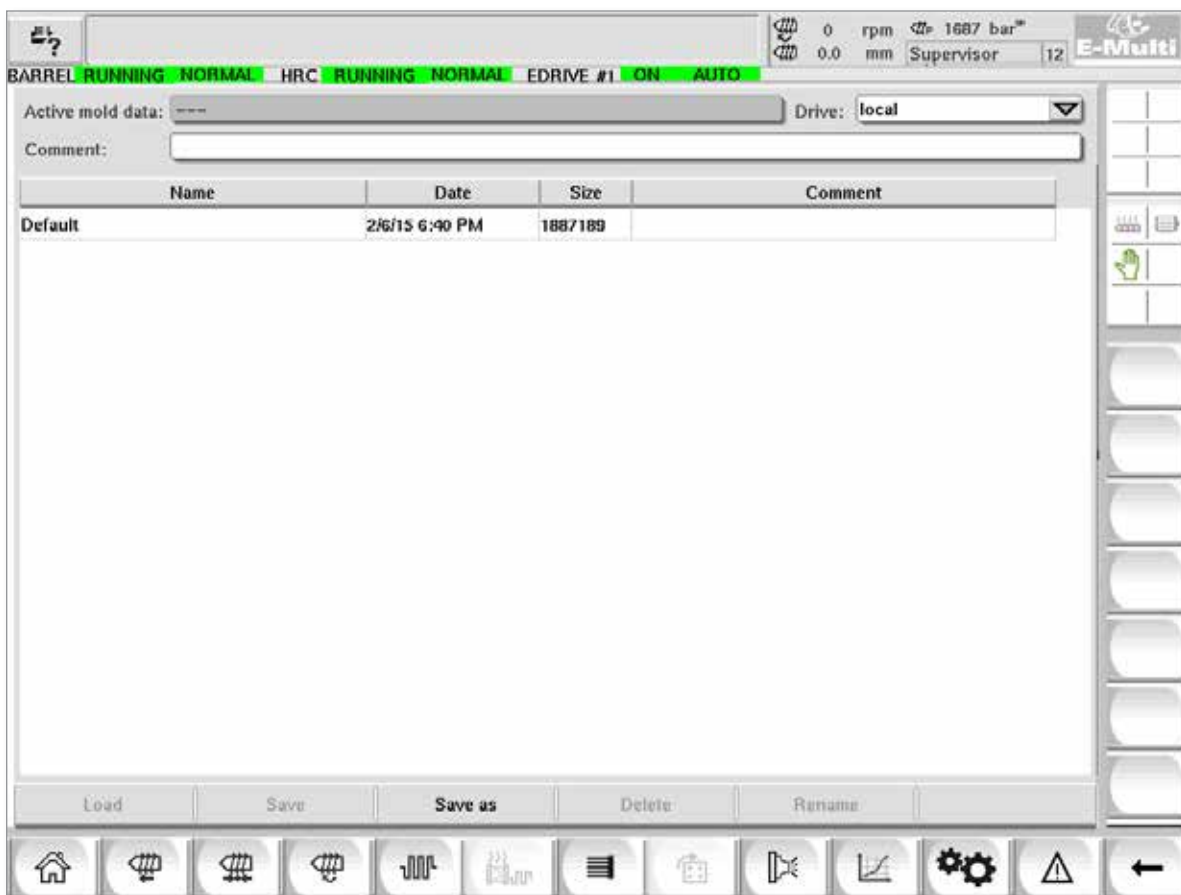 0 rpm 1687 bar
E-Multi
0.0 mm Supervisor 12
BARREL RUNNING NORMAL HRC RUNNING NORMAL EDRIVE #1 ON AUTO
Active mold data: --- Drive: local
Comment:
Name Date Size Comment
Default 2/6/15 6:40 PM 1887189
Load Save Save as Delete Rename